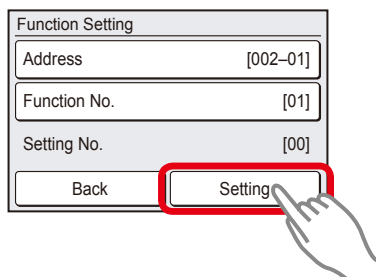 Function Setting
Address [002–01]
Function No. [01]
Setting No. [00]
Back Setting